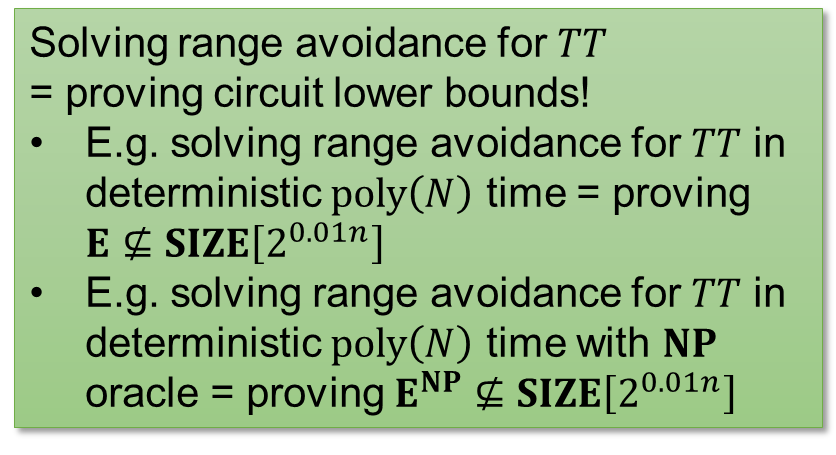 Solving range avoidance for 𝑇𝑇
= proving circuit lower bounds!
• E.g. solving range avoidance for 𝑇𝑇 in
deterministic poly(𝑁) time = proving
𝐄 ⊈ 𝐒𝐈𝐙𝐄[2^{0.01𝑛}]
• E.g. solving range avoidance for 𝑇𝑇 in
deterministic poly(𝑁) time with 𝐍𝐏
oracle = proving 𝐄^{𝐍𝐏} ⊈ 𝐒𝐈𝐙𝐄[2^{0.01𝑛}]